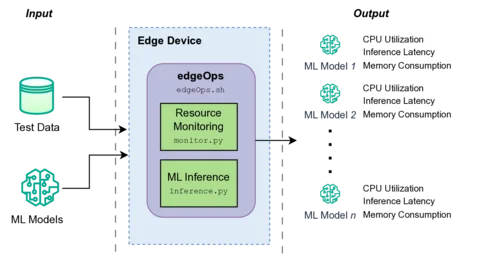 Input
Output
Edge Device
edgeOps
edgeOps.sh
Resource
Monitoring
monitor.py
ML Inference
inference.py
Test Data
ML Models
CPU Utilization
Inference Latency
ML Model 1 Memory Consumption
CPU Utilization
Inference Latency
ML Model 2 Memory Consumption
CPU Utilization
Inference Latency
ML Model n Memory Consumption